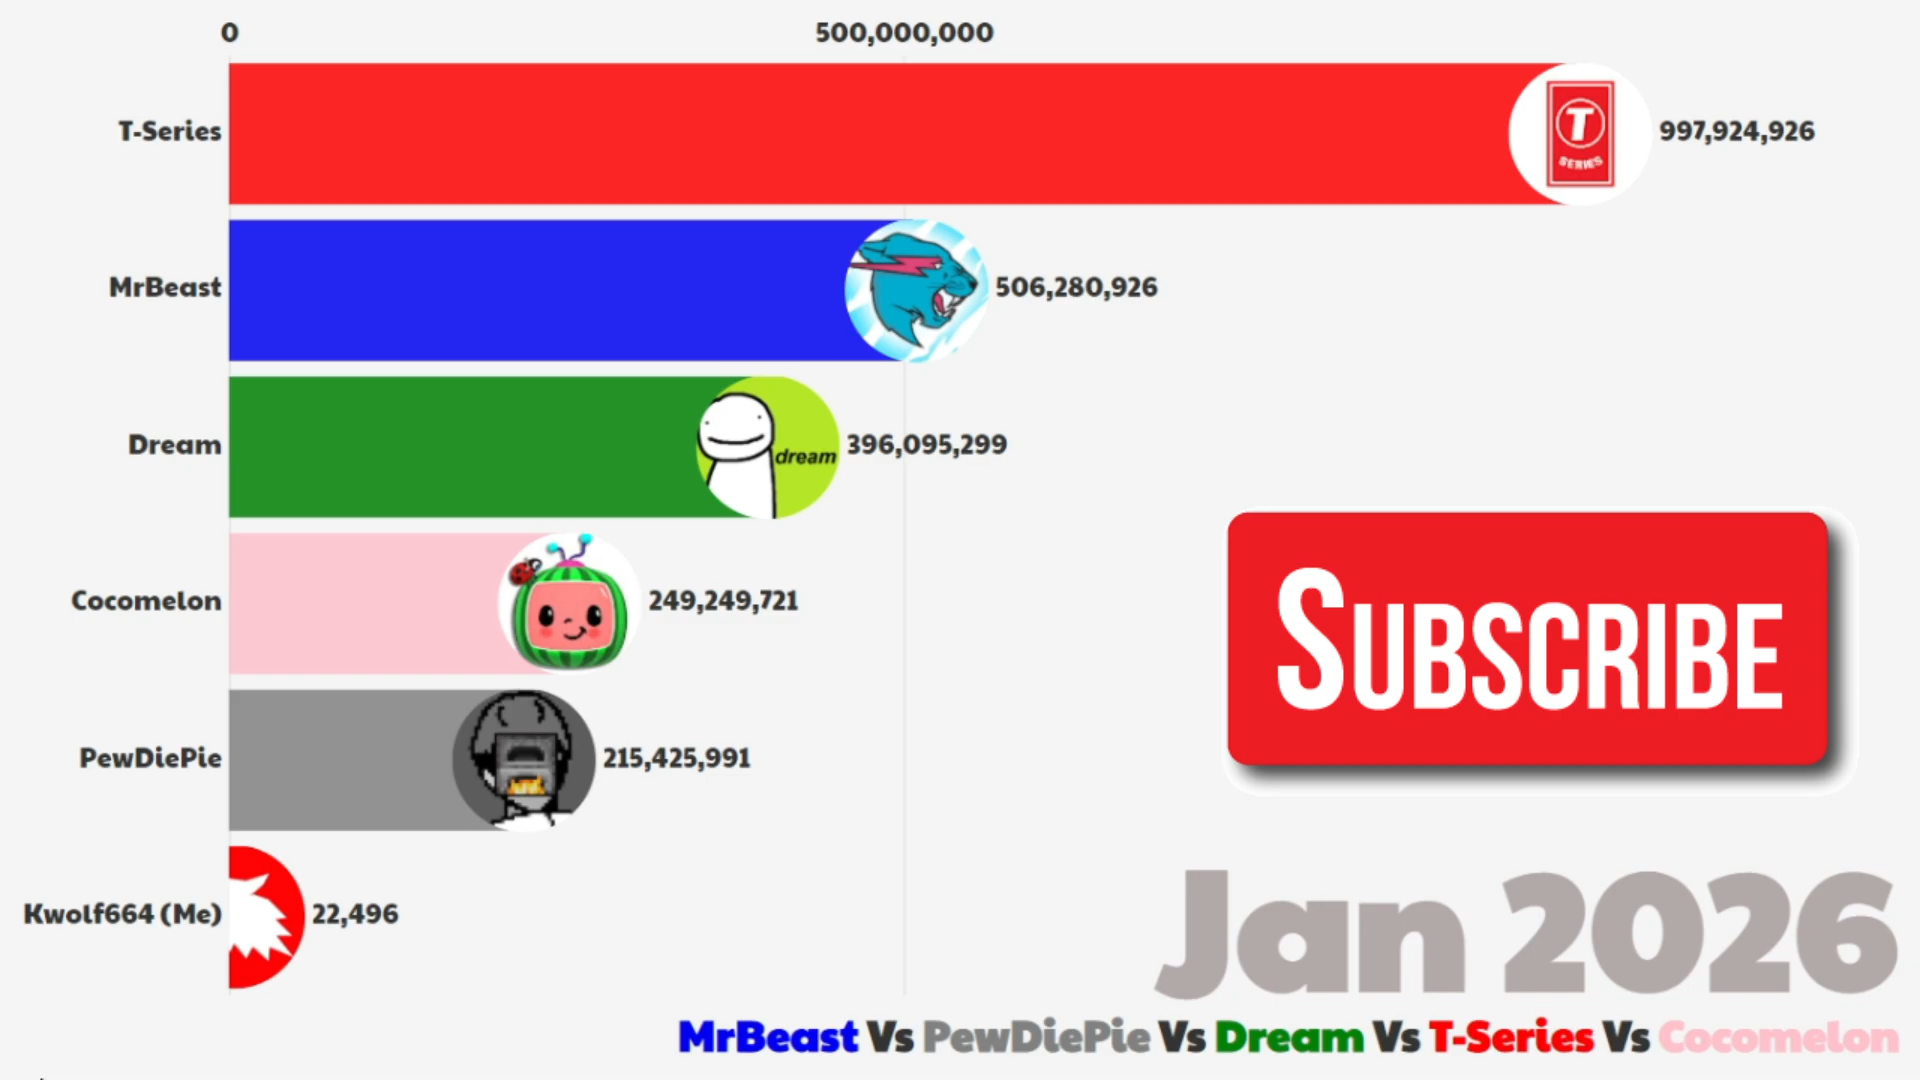 0 500,000,000
T-Series T SERIES 997,924,926
MrBeast 506,280,926
Dream dream 396,095,299
Cocomelon 249,249,721
PewDiePie 215,425,991
Kwolf664 (Me) 22,496
SUBSCRIBE
Jan 2026
MrBeast Vs PewDiePie Vs Dream Vs T-Series Vs Cocomelon